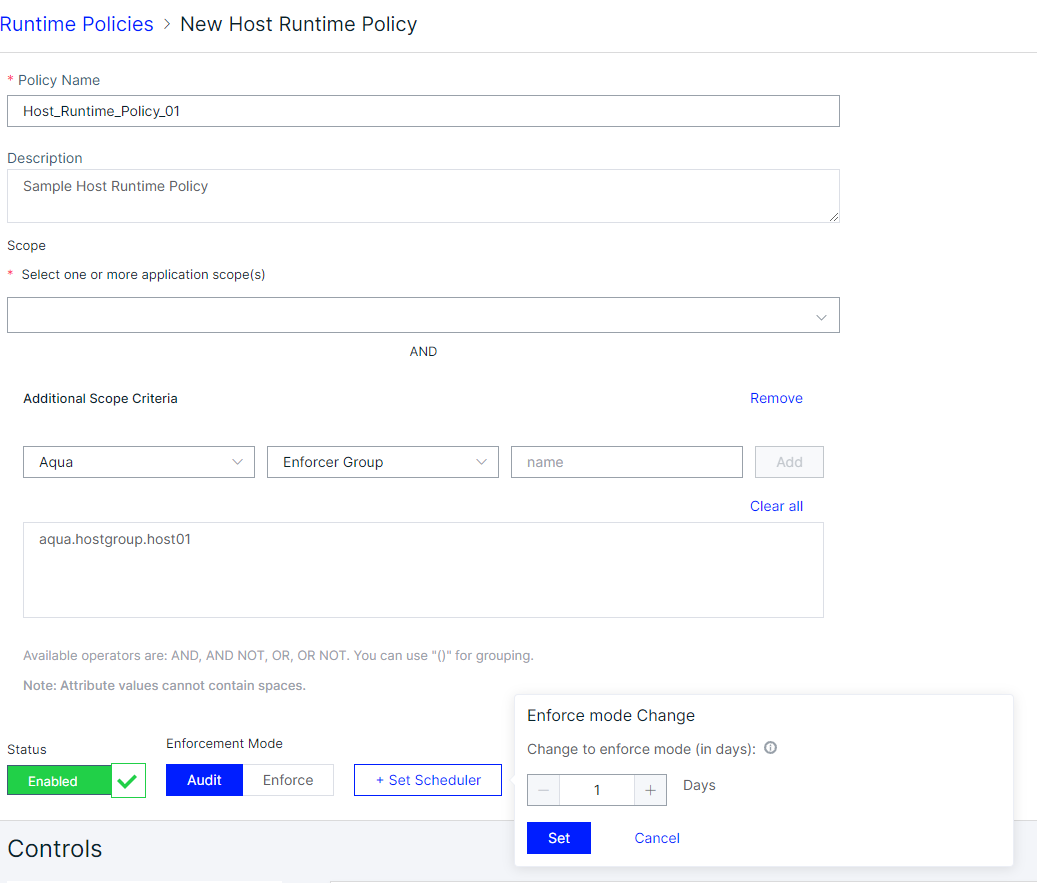 Runtime Policies > New Host Runtime Policy
* Policy Name
Host_Runtime_Policy_01
Description
Sample Host Runtime Policy
Scope
* Select one or more application scope(s)
AND
Additional Scope Criteria Remove
Aqua Enforcer Group name Add
Clear all
aqua.hostgroup.host01
Available operators are: AND, AND NOT, OR, OR NOT. You can use "()" for grouping.
Note: Attribute values cannot contain spaces.
Status
Enabled
Enforcement Mode
Audit Enforce
+ Set Scheduler
Enforce mode Change
Change to enforce mode (in days):
− 1 + Days
Set Cancel
Controls